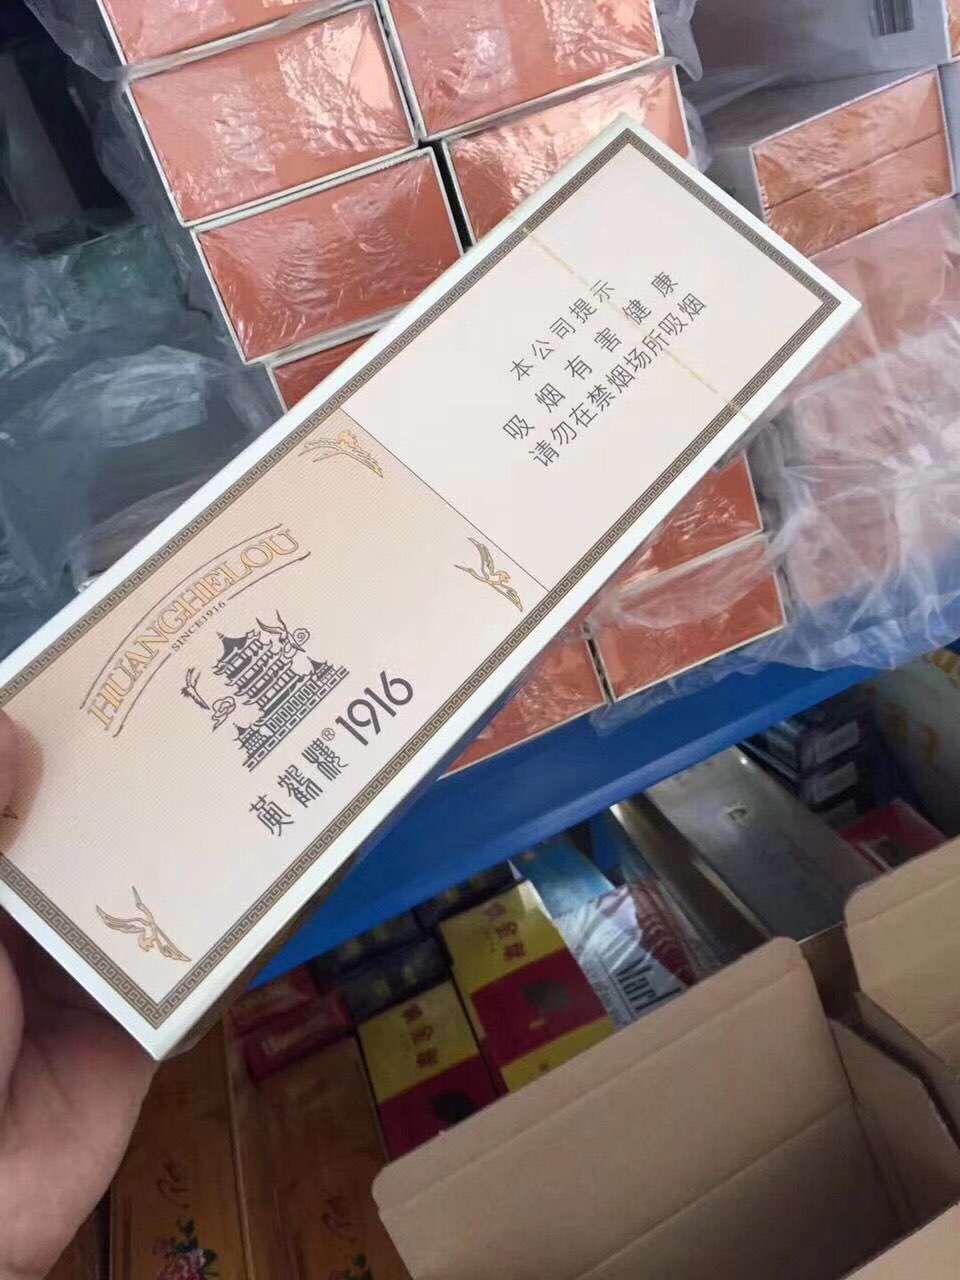 本公司提示
吸烟有害健康
请勿在禁烟场所吸烟
HUANGHELOU
SINCE1916
黄鹤楼®1916
Marl